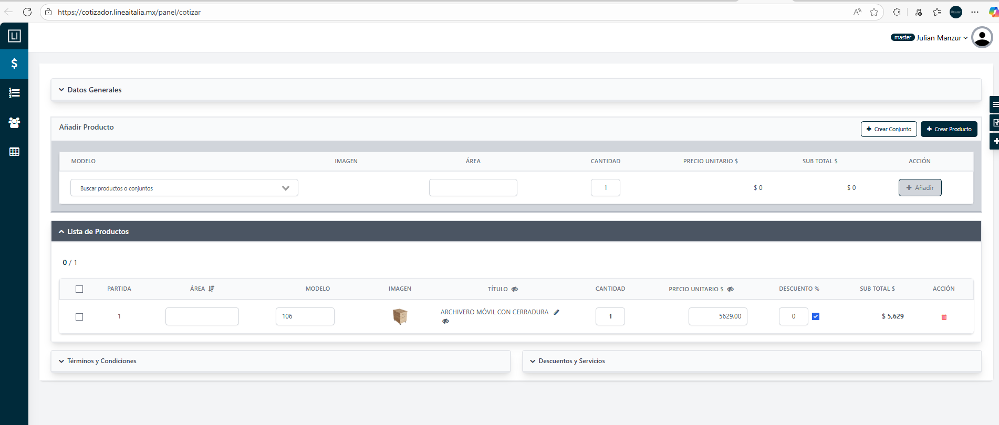 https://cotizador.lineaitalia.mx/panel/cotizar
LI
master Julian Manzur
$
Datos Generales
Añadir Producto
Crear Conjunto
Crear Producto
MODELO IMAGEN ÁREA CANTIDAD PRECIO UNITARIO $ SUB TOTAL $ ACCIÓN
Buscar productos o conjuntos 1 $ 0 $ 0 Añadir
Lista de Productos
0 / 1
PARTIDA ÁREA MODELO IMAGEN TÍTULO CANTIDAD PRECIO UNITARIO $ DESCUENTO % SUB TOTAL $ ACCIÓN
1 106 ARCHIVERO MÓVIL CON CERRADURA 1 5629.00 0 $ 5,629
Términos y Condiciones
Descuentos y Servicios